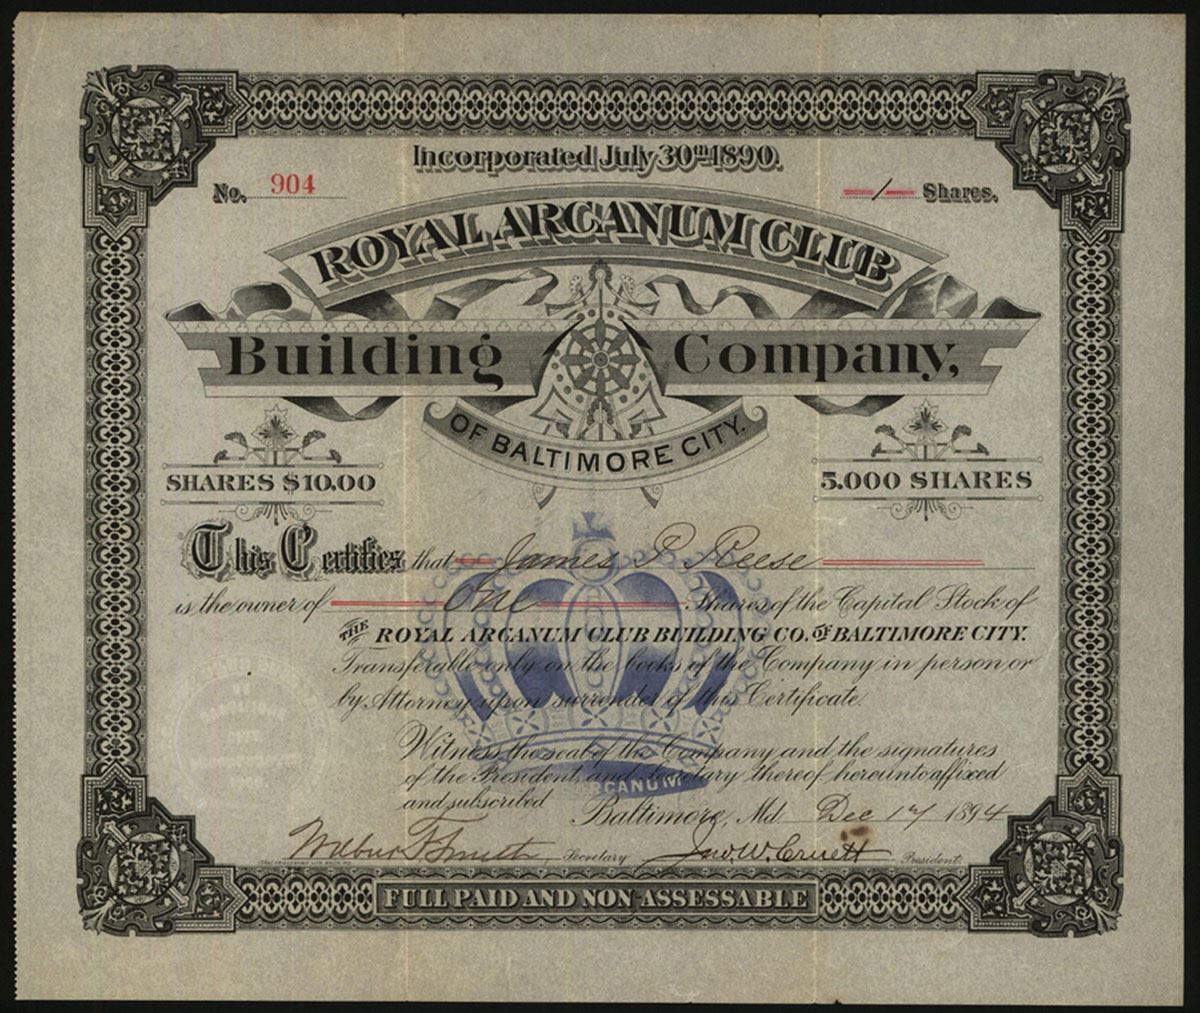 Incorporated July 30th 1890.
No. 904
1 Shares.
ROYAL ARCANUM CLUB
Building Company,
OF BALTIMORE CITY.
SHARES $10.00
5.000 SHARES
This Certifies that James P. Reese
is the owner of One Shares of the Capital Stock of
THE ROYAL ARCANUM CLUB BUILDING CO. OF BALTIMORE CITY.
Transferable only on the books of the Company in person or
by Attorney upon surrender of this Certificate.
Witness the seal of the Company and the signatures
of the President, and Secretary thereof hereunto affixed
and subscribed Baltimore, Md. Dec 1894
ARCANUM
Wilbur F. Smith Secretary Jno. W. Cruett President.
FULL PAID AND NON-ASSESSABLE